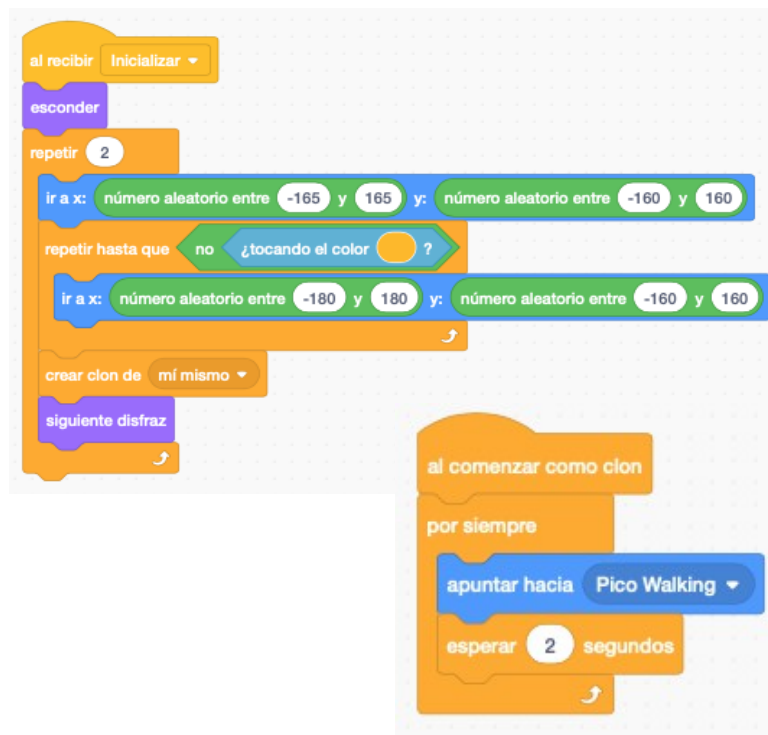 al recibir Inicializar
esconder
repetir 2
ir a x: número aleatorio entre -165 y 165 y: número aleatorio entre -160 y 160
repetir hasta que no ¿tocando el color ?
ir a x: número aleatorio entre -180 y 180 y: número aleatorio entre -160 y 160
crear clon de mí mismo
siguiente disfraz
al comenzar como clon
por siempre
apuntar hacia Pico Walking
esperar 2 segundos